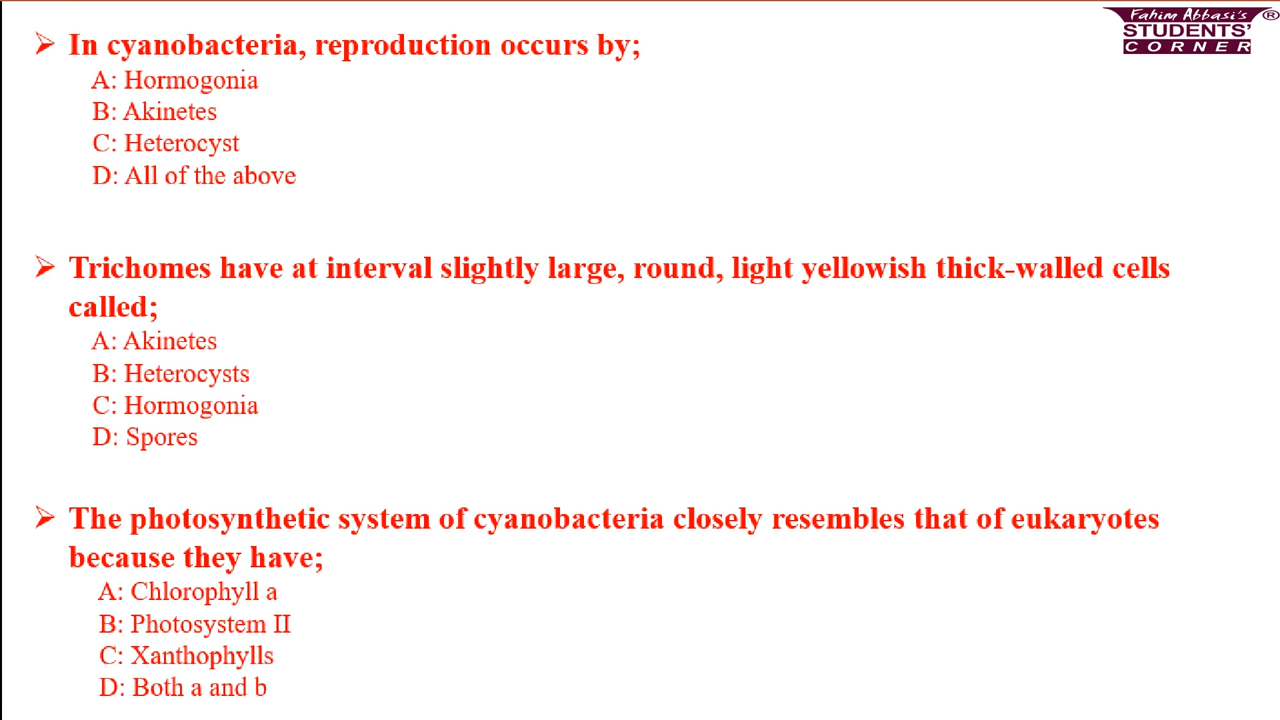 Fahim Abbasi's ®
STUDENTS'
CORNER
➢ In cyanobacteria, reproduction occurs by;
A: Hormogonia
B: Akinetes
C: Heterocyst
D: All of the above
➢ Trichomes have at interval slightly large, round, light yellowish thick-walled cells
called;
A: Akinetes
B: Heterocysts
C: Hormogonia
D: Spores
➢ The photosynthetic system of cyanobacteria closely resembles that of eukaryotes
because they have;
A: Chlorophyll a
B: Photosystem II
C: Xanthophylls
D: Both a and b